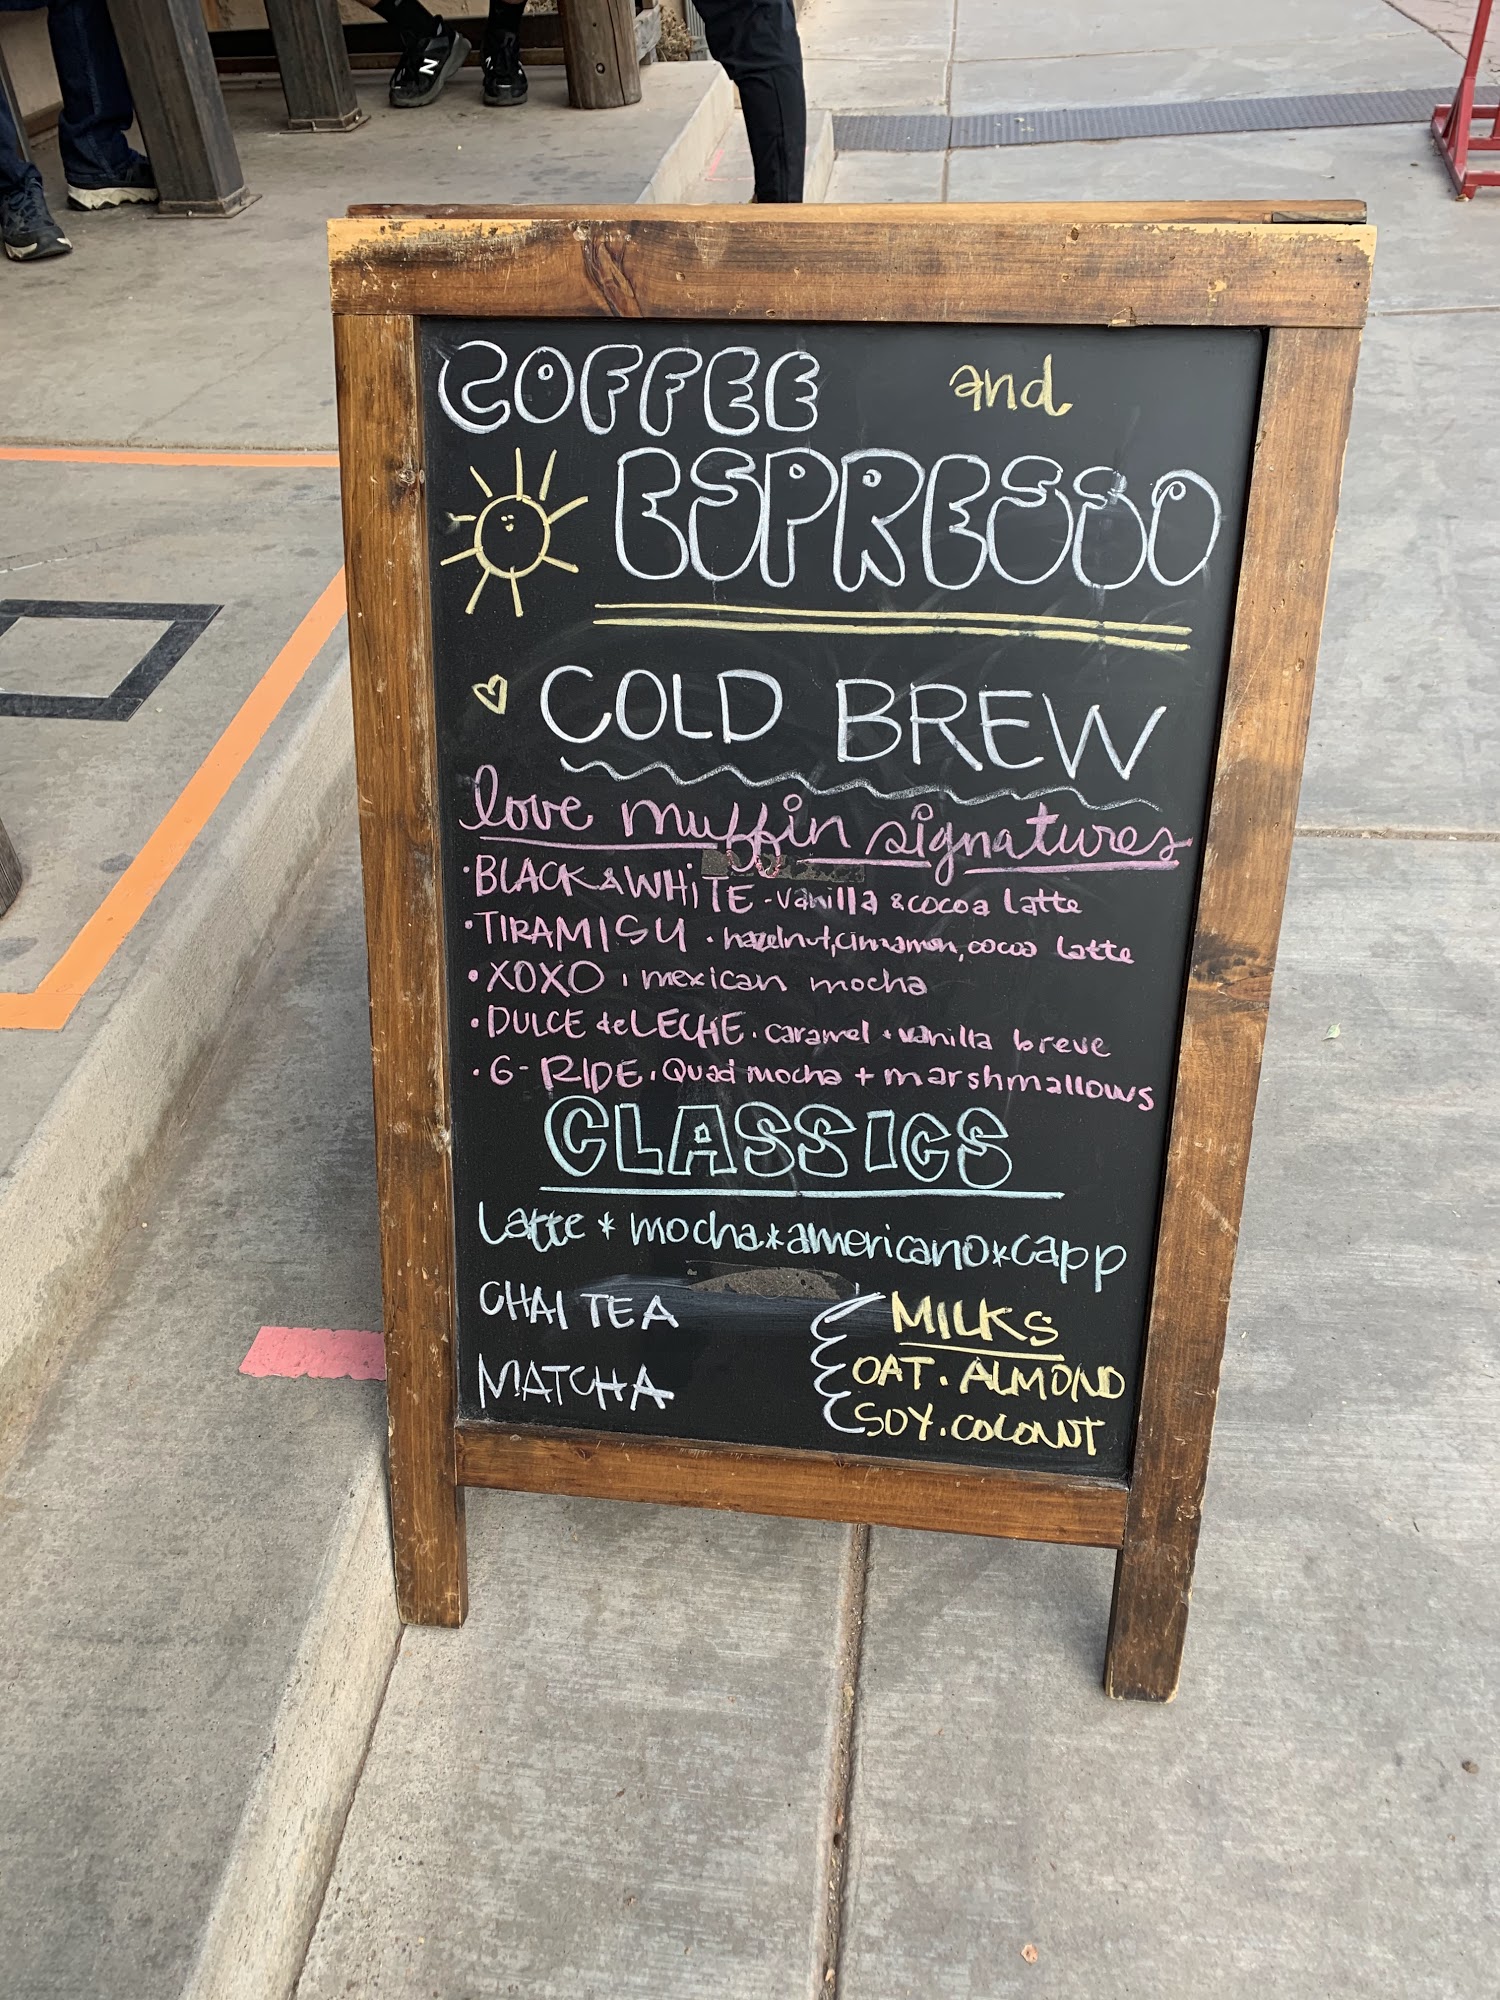 N
COFFEE and
ESPRESSO
COLD BREW
love muffin signatures
• BLACK & WHiTE - vanilla & cocoa latte
• TIRAMISU • hazelnut, cinnamon, cocoa latte
• XOXO • mexican mocha
• DULCE de LECHE • caramel + vanilla breve
• G-RIDE • Quad mocha + marshmallows
CLASSICS
Latte * mocha * americano * capp
CHAI TEA
MATCHA
MILKS
OAT • ALMOND
SOY • COCONUT